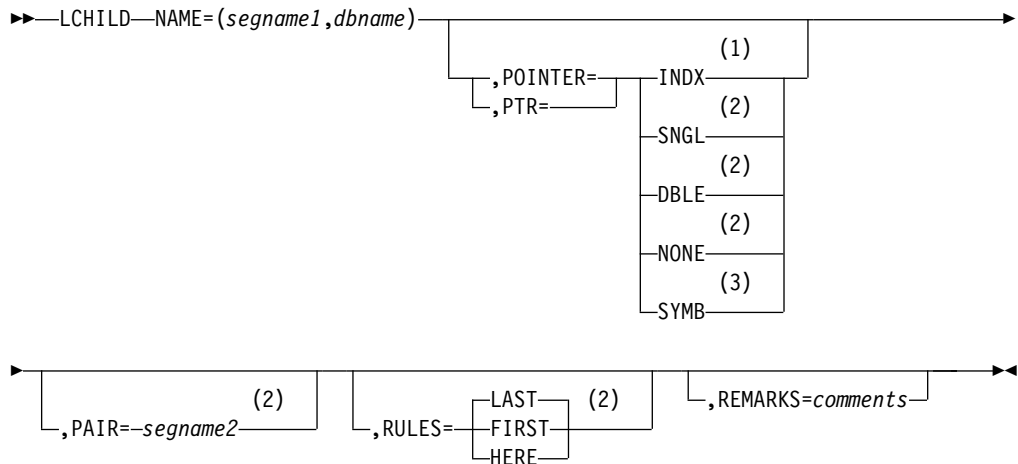 LCHILD NAME=(segname1,dbname)
(1)
,POINTER= INDX
,PTR= (2)
SNGL
(2)
DBLE
(2)
NONE
(3)
SYMB
LAST
(2) (2)
,PAIR=segname2 ,RULES= FIRST ,REMARKS=comments
HERE